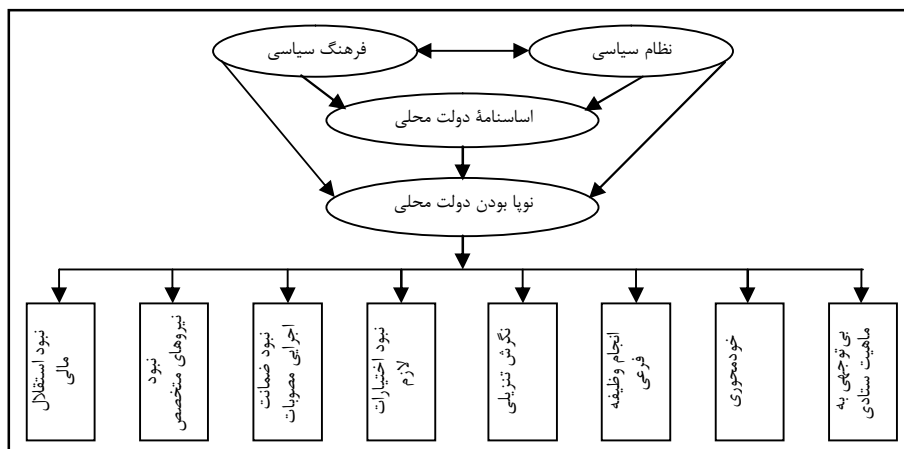 نظام سیاسی
فرهنگ سیاسی
اساسنامهٔ دولت محلی
نوپا بودن دولت محلی
بی‌توجهی به
ماهیت ستادی
خودمحوری
انجام وظیفه
فرعی
نگرش تنزیلی
نبود اختیارات
لازم
نبود ضمانت
اجرایی مصوبات
نبود
نیروهای متخصص
نبود استقلال
مالی